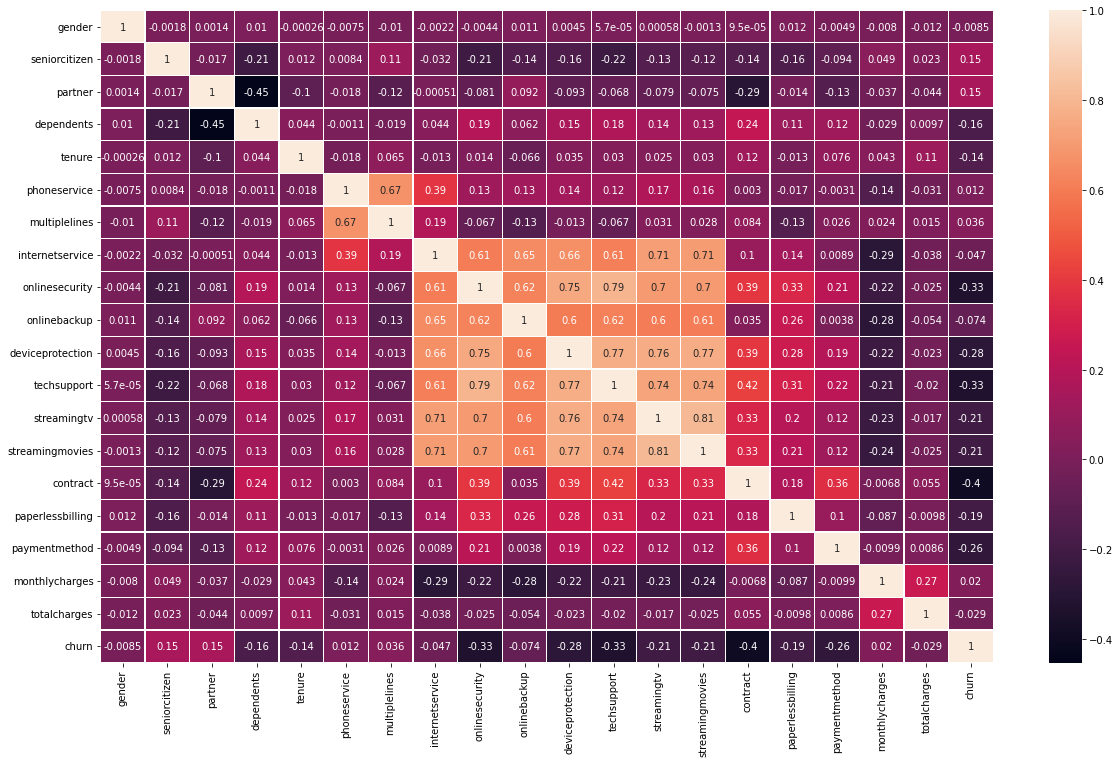 gender 1 -0.0018 0.0014 0.01 -0.00026 -0.0075 -0.01 -0.0022 -0.0044 0.011 0.0045 5.7e-05 0.00058 -0.0013 9.5e-05 0.012 -0.0049 -0.008 -0.012 -0.0085
seniorcitizen -0.0018 1 -0.017 -0.21 0.012 0.0084 0.11 -0.032 -0.21 -0.14 -0.16 -0.22 -0.13 -0.12 -0.14 -0.16 -0.094 0.049 0.023 0.15
partner 0.0014 -0.017 1 -0.45 -0.1 -0.018 -0.12 -0.00051 -0.081 0.092 -0.093 -0.068 -0.079 -0.075 -0.29 -0.014 -0.13 -0.037 -0.044 0.15
dependents 0.01 -0.21 -0.45 1 0.044 -0.0011 -0.019 0.044 0.19 0.062 0.15 0.18 0.14 0.13 0.24 0.11 0.12 -0.029 0.0097 -0.16
tenure -0.00026 0.012 -0.1 0.044 1 -0.018 0.065 -0.013 0.014 -0.066 0.035 0.03 0.025 0.03 0.12 -0.013 0.076 0.043 0.11 -0.14
phoneservice -0.0075 0.0084 -0.018 -0.0011 -0.018 1 0.67 0.39 0.13 0.13 0.14 0.12 0.17 0.16 0.003 -0.017 -0.0031 -0.14 -0.031 0.012
multiplelines -0.01 0.11 -0.12 -0.019 0.065 0.67 1 0.19 -0.067 -0.13 -0.013 -0.067 0.031 0.028 0.084 -0.13 0.026 0.024 0.015 0.036
internetservice -0.0022 -0.032 -0.00051 0.044 -0.013 0.39 0.19 1 0.61 0.65 0.66 0.61 0.71 0.71 0.1 0.14 0.0089 -0.29 -0.038 -0.047
onlinesecurity -0.0044 -0.21 -0.081 0.19 0.014 0.13 -0.067 0.61 1 0.62 0.75 0.79 0.7 0.7 0.39 0.33 0.21 -0.22 -0.025 -0.33
onlinebackup 0.011 -0.14 0.092 0.062 -0.066 0.13 -0.13 0.65 0.62 1 0.6 0.62 0.6 0.61 0.035 0.26 0.0038 -0.28 -0.054 -0.074
deviceprotection 0.0045 -0.16 -0.093 0.15 0.035 0.14 -0.013 0.66 0.75 0.6 1 0.77 0.76 0.77 0.39 0.28 0.19 -0.22 -0.023 -0.28
techsupport 5.7e-05 -0.22 -0.068 0.18 0.03 0.12 -0.067 0.61 0.79 0.62 0.77 1 0.74 0.74 0.42 0.31 0.22 -0.21 -0.02 -0.33
streamingtv 0.00058 -0.13 -0.079 0.14 0.025 0.17 0.031 0.71 0.7 0.6 0.76 0.74 1 0.81 0.33 0.2 0.12 -0.23 -0.017 -0.21
streamingmovies -0.0013 -0.12 -0.075 0.13 0.03 0.16 0.028 0.71 0.7 0.61 0.77 0.74 0.81 1 0.33 0.21 0.12 -0.24 -0.025 -0.21
contract 9.5e-05 -0.14 -0.29 0.24 0.12 0.003 0.084 0.1 0.39 0.035 0.39 0.42 0.33 0.33 1 0.18 0.36 -0.0068 0.055 -0.4
paperlessbilling 0.012 -0.16 -0.014 0.11 -0.013 -0.017 -0.13 0.14 0.33 0.26 0.28 0.31 0.2 0.21 0.18 1 0.1 -0.087 -0.0098 -0.19
paymentmethod -0.0049 -0.094 -0.13 0.12 0.076 -0.0031 0.026 0.0089 0.21 0.0038 0.19 0.22 0.12 0.12 0.36 0.1 1 -0.0099 0.0086 -0.26
monthlycharges -0.008 0.049 -0.037 -0.029 0.043 -0.14 0.024 -0.29 -0.22 -0.28 -0.22 -0.21 -0.23 -0.24 -0.0068 -0.087 -0.0099 1 0.27 0.02
totalcharges -0.012 0.023 -0.044 0.0097 0.11 -0.031 0.015 -0.038 -0.025 -0.054 -0.023 -0.02 -0.017 -0.025 0.055 -0.0098 0.0086 0.27 1 -0.029
churn -0.0085 0.15 0.15 -0.16 -0.14 0.012 0.036 -0.047 -0.33 -0.074 -0.28 -0.33 -0.21 -0.21 -0.4 -0.19 -0.26 0.02 -0.029 1
gender seniorcitizen partner dependents tenure phoneservice multiplelines internetservice onlinesecurity onlinebackup deviceprotection techsupport streamingtv streamingmovies contract paperlessbilling paymentmethod monthlycharges totalcharges churn
1.0
0.8
0.6
0.4
0.2
0.0
−0.2
−0.4